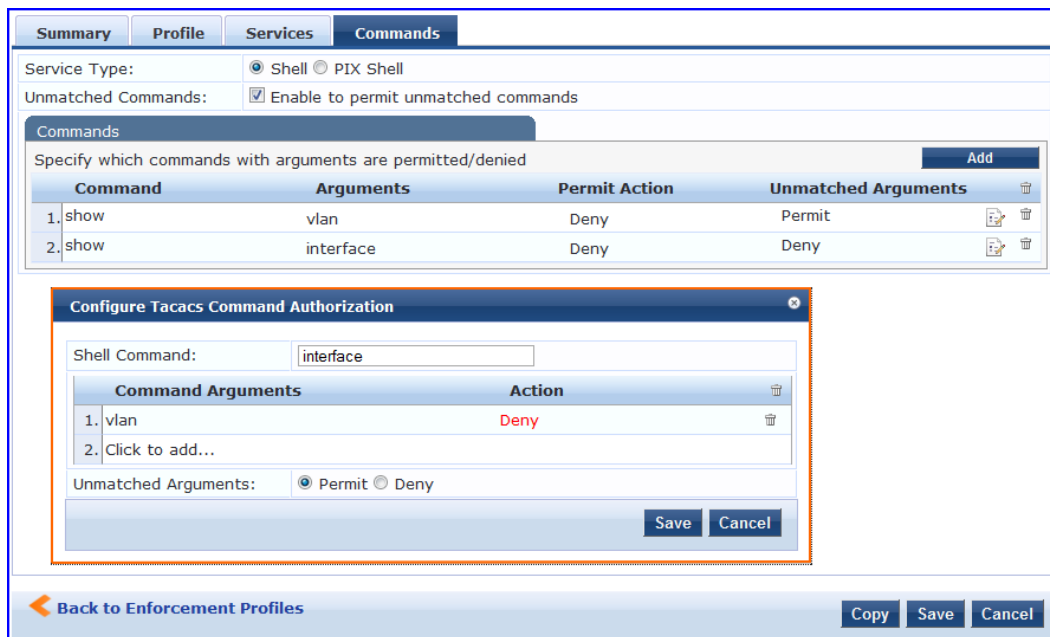 Summary Profile Services Commands
Service Type: Shell PIX Shell
Unmatched Commands: Enable to permit unmatched commands
Commands
Specify which commands with arguments are permitted/denied Add
Command Arguments Permit Action Unmatched Arguments
1. show vlan Deny Permit
2. show interface Deny Deny
Configure Tacacs Command Authorization
Shell Command: interface
Command Arguments Action
1. vlan Deny
2. Click to add...
Unmatched Arguments: Permit Deny
Save Cancel
Back to Enforcement Profiles Copy Save Cancel